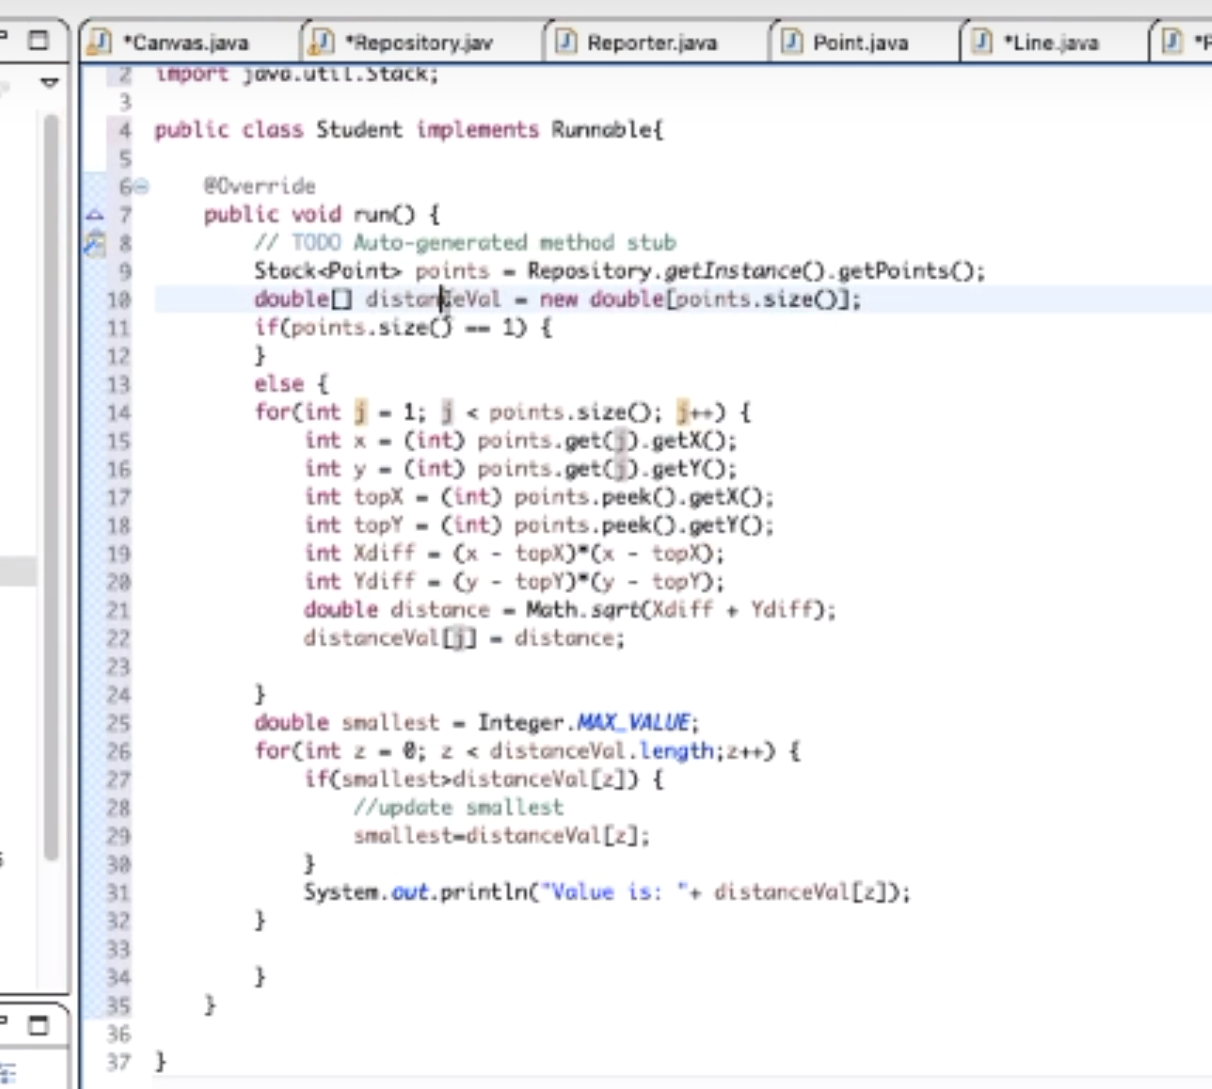 *Canvas.java *Repository.jav Reporter.java Point.java *Line.java
2 import java.util.Stack;
3
4 public class Student implements Runnable{
5
6 @Override
7 public void run() {
8 // TODO Auto-generated method stub
9 Stack<Point> points = Repository.getInstance().getPoints();
10 double[] distanceVal = new double[points.size()];
11 if(points.size() == 1) {
12 }
13 else {
14 for(int j = 1; j < points.size(); j++) {
15 int x = (int) points.get(j).getX();
16 int y = (int) points.get(j).getY();
17 int topX = (int) points.peek().getX();
18 int topY = (int) points.peek().getY();
19 int Xdiff = (x - topX)*(x - topX);
20 int Ydiff = (y - topY)*(y - topY);
21 double distance = Math.sqrt(Xdiff + Ydiff);
22 distanceVal[j] = distance;
23
24 }
25 double smallest = Integer.MAX_VALUE;
26 for(int z = 0; z < distanceVal.length;z++) {
27 if(smallest>distanceVal[z]) {
28 //update smallest
29 smallest=distanceVal[z];
30 }
31 System.out.println("Value is: "+ distanceVal[z]);
32 }
33
34 }
35 }
36
37 }